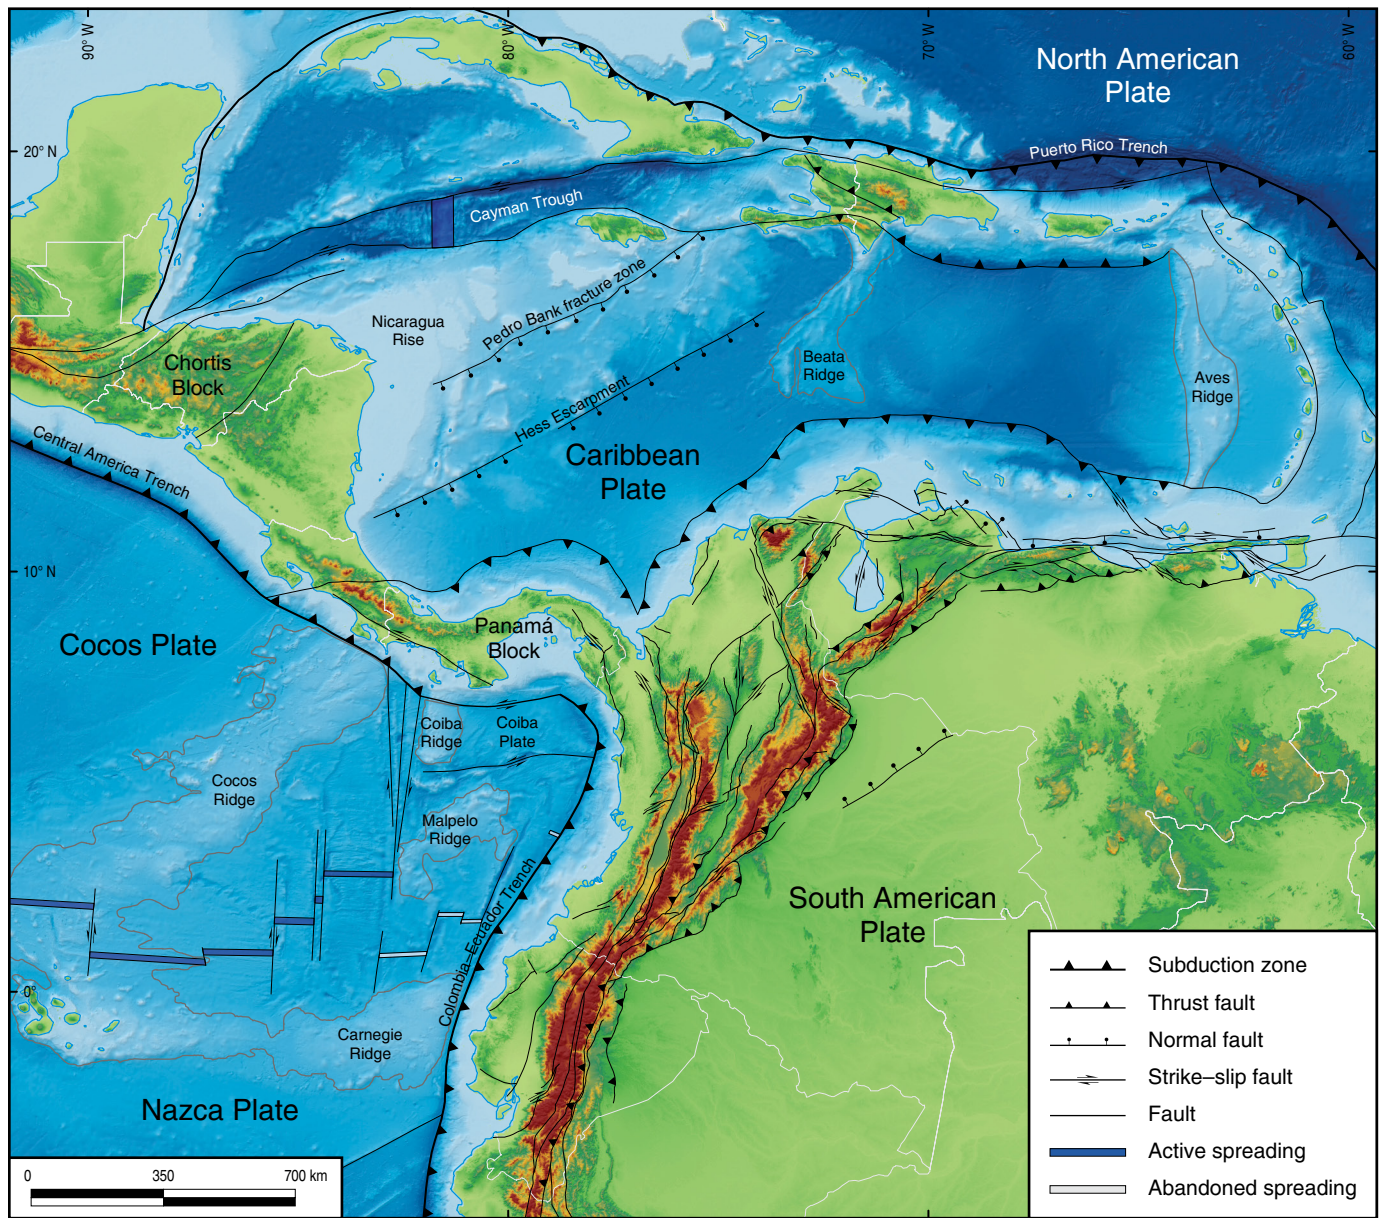 90° W
80° W
70° W
60° W
North American
Plate
20° N
Puerto Rico Trench
Cayman Trough
Pedro Bank fracture zone
Nicaragua
Rise
Chortis
Block
Beata
Ridge
Aves
Ridge
Hess Escarpment
Central America Trench
Caribbean
Plate
10° N
Cocos Plate
Panamá
Block
Coiba
Ridge
Coiba
Plate
Cocos
Ridge
Malpelo
Ridge
Colombia–Ecuador Trench
South American
Plate
0°
Carnegie
Ridge
Nazca Plate
0
350
700 km
Subduction zone
Thrust fault
Normal fault
Strike–slip fault
Fault
Active spreading
Abandoned spreading